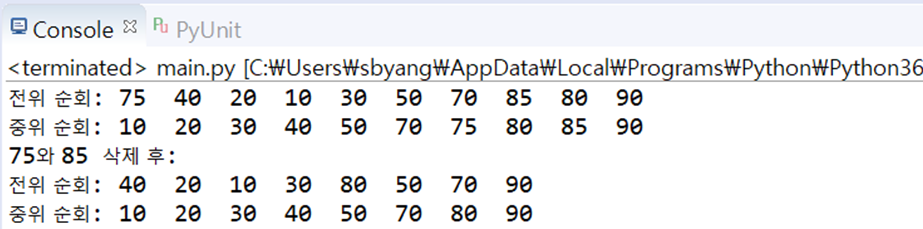 Console PyUnit
<terminated> main.py [C:₩Users₩sbyang₩AppData₩Local₩Programs₩Python₩Python36
전위 순회: 75 40 20 10 30 50 70 85 80 90
중위 순회: 10 20 30 40 50 70 75 80 85 90
75와 85 삭제 후:
전위 순회: 40 20 10 30 80 50 70 90
중위 순회: 10 20 30 40 50 70 80 90